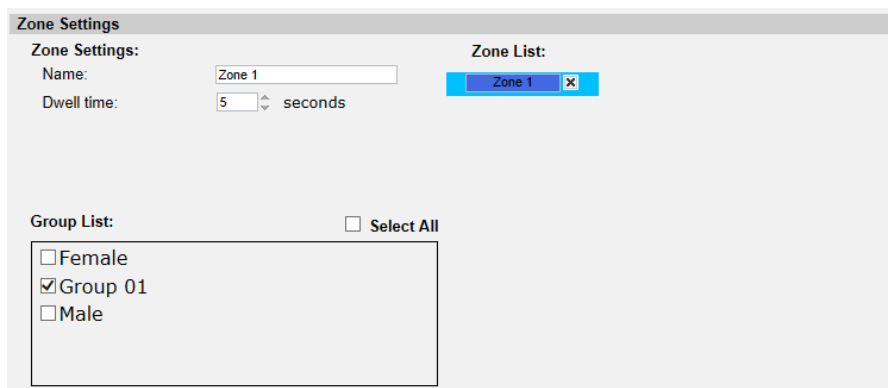 Zone Settings
Zone Settings:
Name: Zone 1
Dwell time: 5 seconds
Zone List:
Zone 1
Group List:
Select All
Female
Group 01
Male